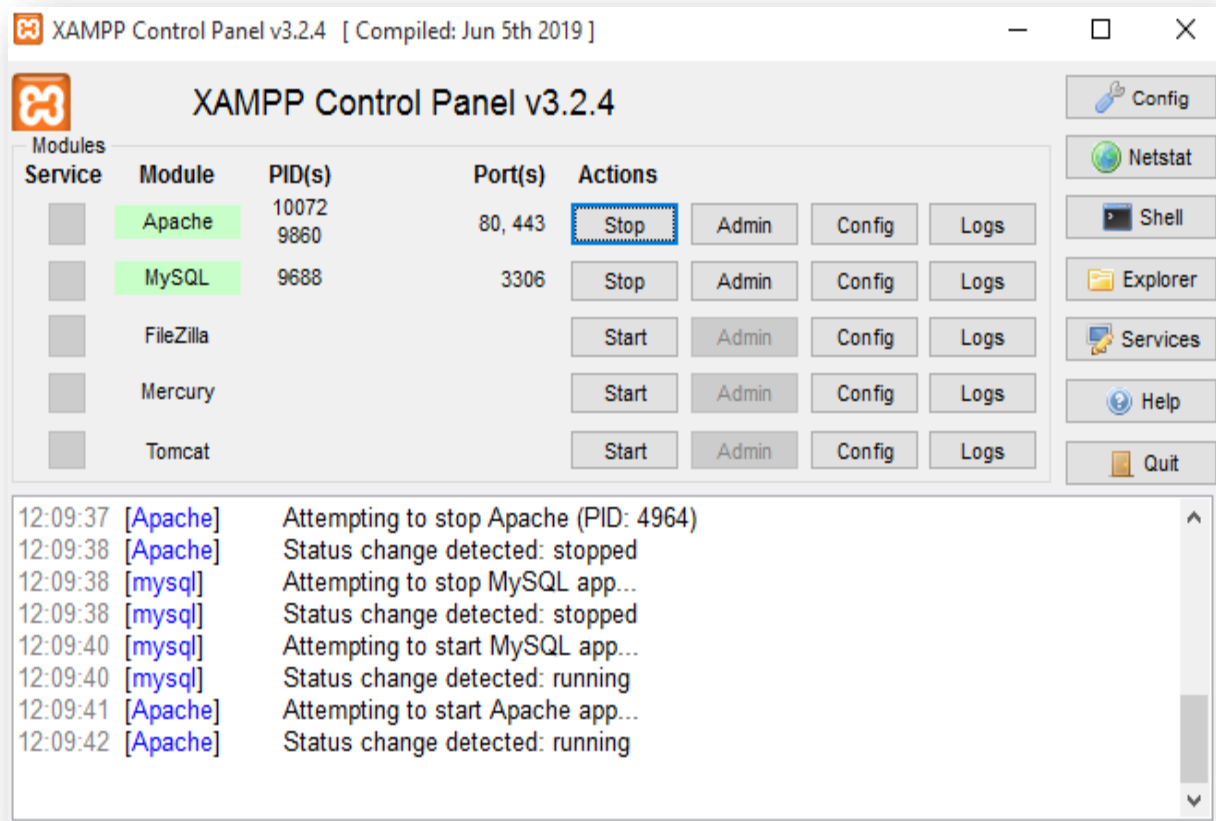 XAMPP Control Panel v3.2.4 [ Compiled: Jun 5th 2019 ]
XAMPP Control Panel v3.2.4
Config
Modules
Service Module PID(s) Port(s) Actions
Netstat
Apache 10072 9860 80, 443 Stop Admin Config Logs
Shell
MySQL 9688 3306 Stop Admin Config Logs
Explorer
FileZilla Start Admin Config Logs
Services
Mercury Start Admin Config Logs
Help
Tomcat Start Admin Config Logs
Quit
12:09:37 [Apache] Attempting to stop Apache (PID: 4964)
12:09:38 [Apache] Status change detected: stopped
12:09:38 [mysql] Attempting to stop MySQL app...
12:09:38 [mysql] Status change detected: stopped
12:09:40 [mysql] Attempting to start MySQL app...
12:09:40 [mysql] Status change detected: running
12:09:41 [Apache] Attempting to start Apache app...
12:09:42 [Apache] Status change detected: running